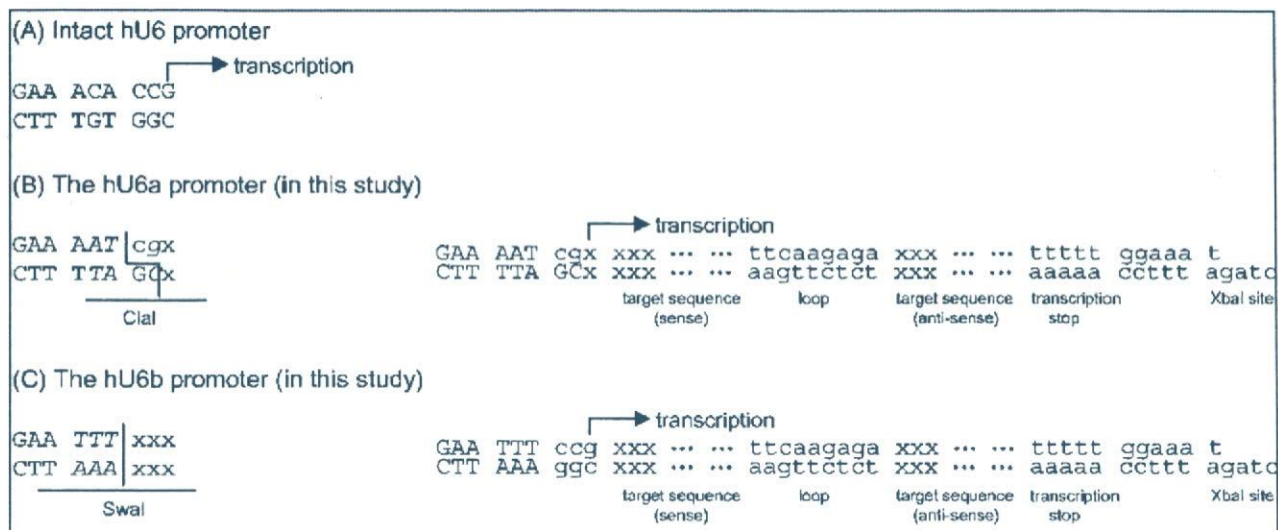 (A) Intact hU6 promoter
transcription
GAA ACA CCG
CTT TGT GGC
(B) The hU6a promoter (in this study)
transcription
GAA AAT cgx GAA AAT cgx xxx ... ... ttcaagaga xxx ... ... ttttt ggaaa t
CTT TTA GCx CTT TTA GCx xxx ... ... aagttctct xxx ... ... aaaaa ccttt agatc
target sequence loop target sequence transcription XbaI site
(sense) (anti-sense) stop
ClaI
(C) The hU6b promoter (in this study)
transcription
GAA TTT xxx GAA TTT ccg xxx ... ... ttcaagaga xxx ... ... ttttt ggaaa t
CTT AAA xxx CTT AAA ggc xxx ... ... aagttctct xxx ... ... aaaaa ccttt agatc
target sequence loop target sequence transcription XbaI site
(sense) (anti-sense) stop
SwaI